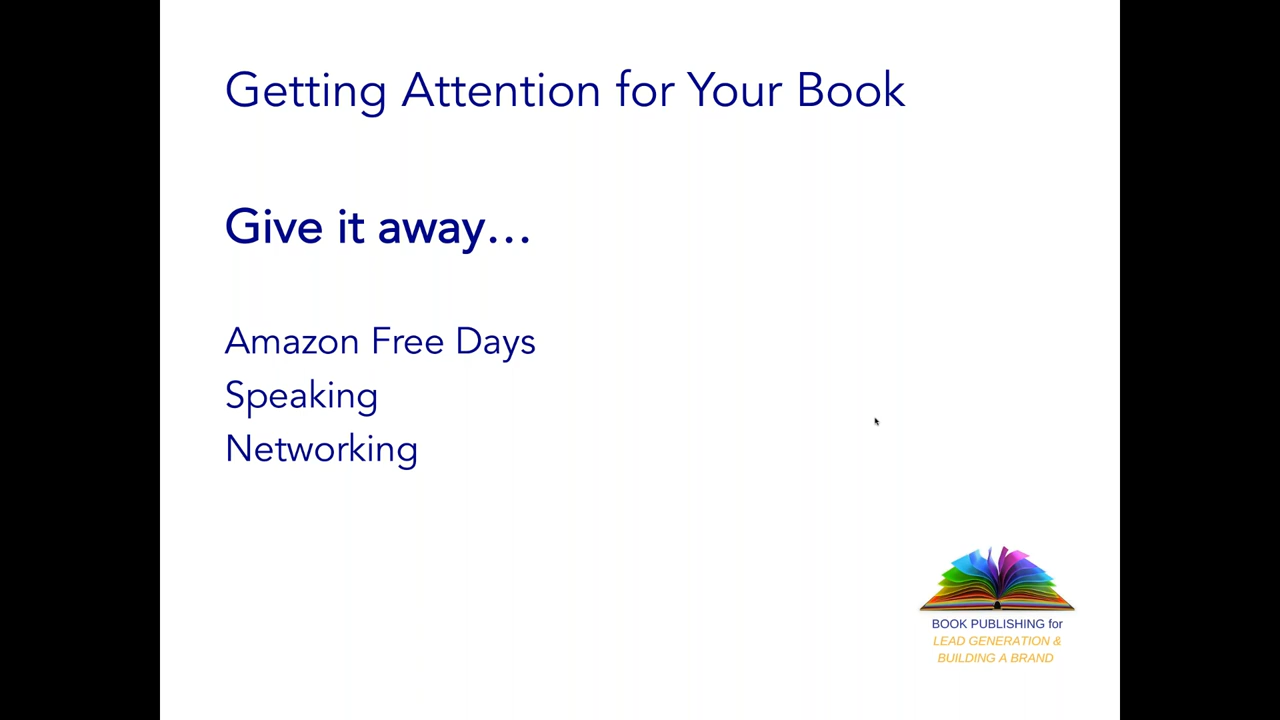 Getting Attention for Your Book
Give it away...
Amazon Free Days
Speaking
Networking
BOOK PUBLISHING for
LEAD GENERATION &
BUILDING A BRAND